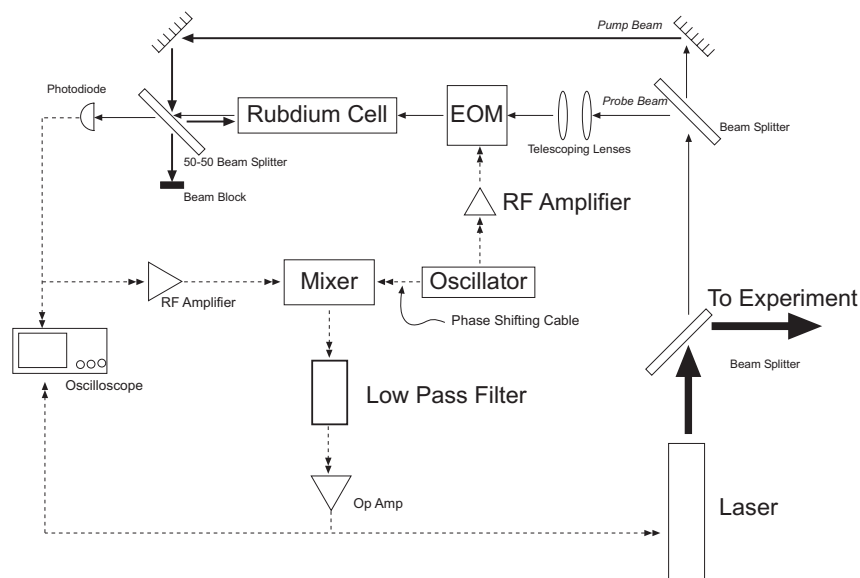 Pump Beam
Photodiode
Rubdium Cell
EOM
Probe Beam
Beam Splitter
Telescoping Lenses
50-50 Beam Splitter
Beam Block
RF Amplifier
Mixer
Oscillator
RF Amplifier
Phase Shifting Cable
To Experiment
Beam Splitter
Oscilloscope
Low Pass Filter
Op Amp
Laser